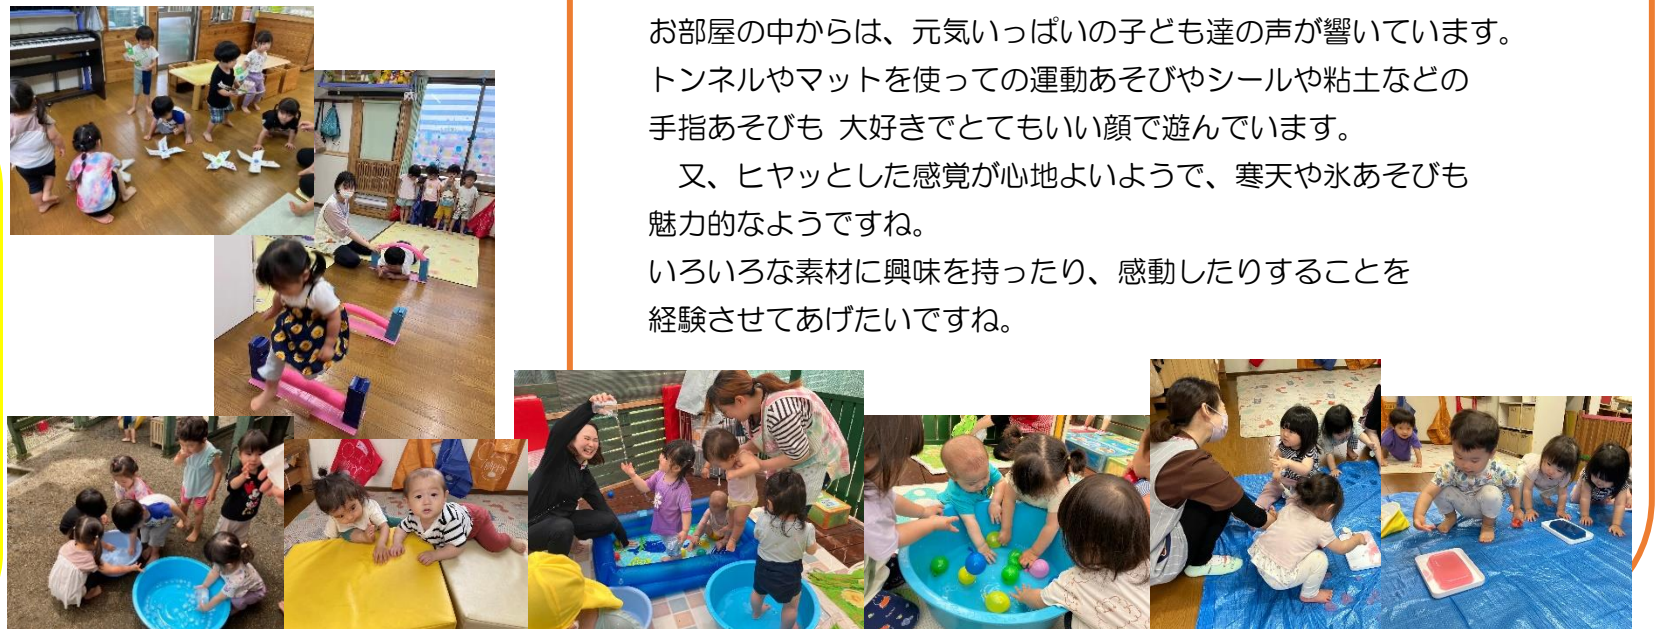 お部屋の中からは、元気いっぱいの子ども達の声が響いています。
トンネルやマットを使っての運動あそびやシールや粘土などの
手指あそびも 大好きでとてもいい顔で遊んでいます。
　又、ヒヤッとした感覚が心地よいようで、寒天や氷あそびも
魅力的なようですね。
いろいろな素材に興味を持ったり、感動したりすることを
経験させてあげたいですね。